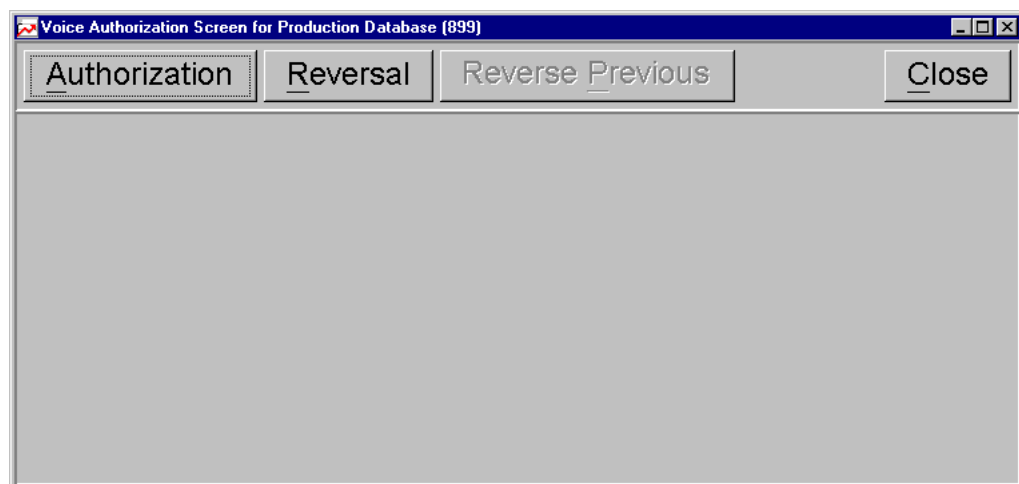 Voice Authorization Screen for Production Database (899)
Authorization Reversal Reverse Previous Close